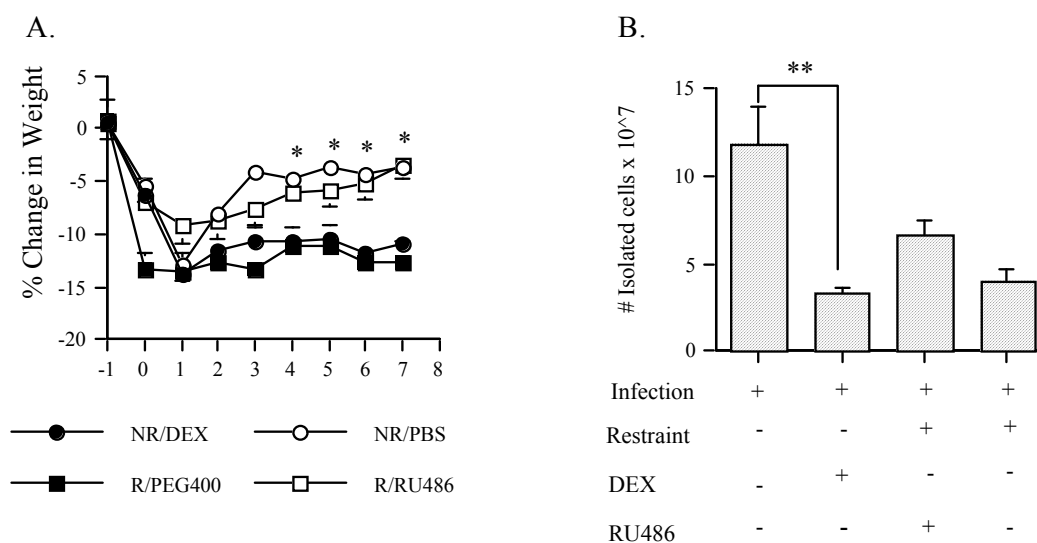 A.
% Change in Weight
5
0
-5
-10
-15
-20
* * * *
-1 0 1 2 3 4 5 6 7 8
NR/DEX NR/PBS
R/PEG400 R/RU486
B.
# Isolated cells x 10^7
**
15
10
5
0
Infection + + + +
Restraint - - + +
DEX - + - -
RU486 - - + -